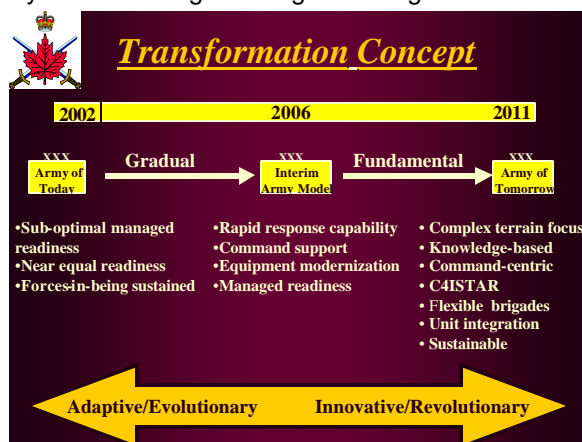 Transformation Concept
2002 2006 2011
XXX XXX XXX
Gradual Fundamental
Army of
Today
Interim
Army Model
Army of
Tomorrow
•Sub-optimal managed
readiness
•Near equal readiness
•Forces-in-being sustained
•Rapid response capability
•Command support
•Equipment modernization
•Managed readiness
• Complex terrain focus
• Knowledge-based
• Command-centric
• C4ISTAR
• Flexible brigades
• Unit integration
• Sustainable
Adaptive/Evolutionary Innovative/Revolutionary